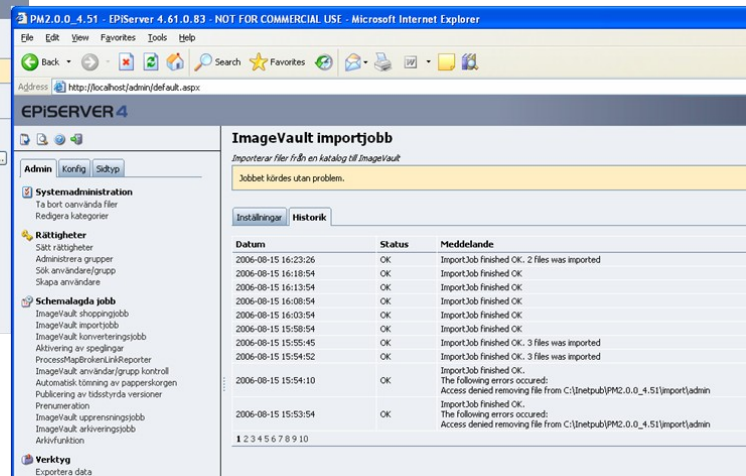 PM2.0.0_4.51 - EPiServer 4.61.0.83 - NOT FOR COMMERCIAL USE - Microsoft Internet Explorer
File Edit View Favorites Tools Help
Back Search Favorites
Address http://localhost/admin/default.aspx
EPiSERVER 4
Admin Konfig Sidtyp
Systemadministration
Ta bort oanvända filer
Redigera kategorier
Rättigheter
Sätt rättigheter
Administrera grupper
Sök användare/grupp
Skapa användare
Schemalagda jobb
ImageVault shoppingjobb
ImageVault importjobb
ImageVault konverteringsjobb
Aktivering av speglingar
ProcessMapBrokenLinkReporter
ImageVault användar/grupp kontroll
Automatisk tömning av papperskorgen
Publicering av tidsstyrda versioner
Prenumeration
ImageVault upprensningsjobb
ImageVault arkiveringsjobb
Arkivfunktion
Verktyg
Exportera data
ImageVault importjobb
Importerar filer från en katalog till ImageVault
Jobbet kördes utan problem.
Inställningar Historik
Datum Status Meddelande
2006-08-15 16:23:26 OK ImportJob finished OK. 2 files was imported
2006-08-15 16:18:54 OK ImportJob finished OK
2006-08-15 16:13:54 OK ImportJob finished OK
2006-08-15 16:08:54 OK ImportJob finished OK
2006-08-15 16:03:54 OK ImportJob finished OK
2006-08-15 15:58:54 OK ImportJob finished OK
2006-08-15 15:55:45 OK ImportJob finished OK. 3 files was imported
2006-08-15 15:54:52 OK ImportJob finished OK. 3 files was imported
ImportJob finished OK.
2006-08-15 15:54:10 OK The following errors occured:
Access denied removing file from C:\Inetpub\PM2.0.0_4.51\import\admin
ImportJob finished OK.
2006-08-15 15:53:54 OK The following errors occured:
Access denied removing file from C:\Inetpub\PM2.0.0_4.51\import\admin
1 2 3 4 5 6 7 8 9 10